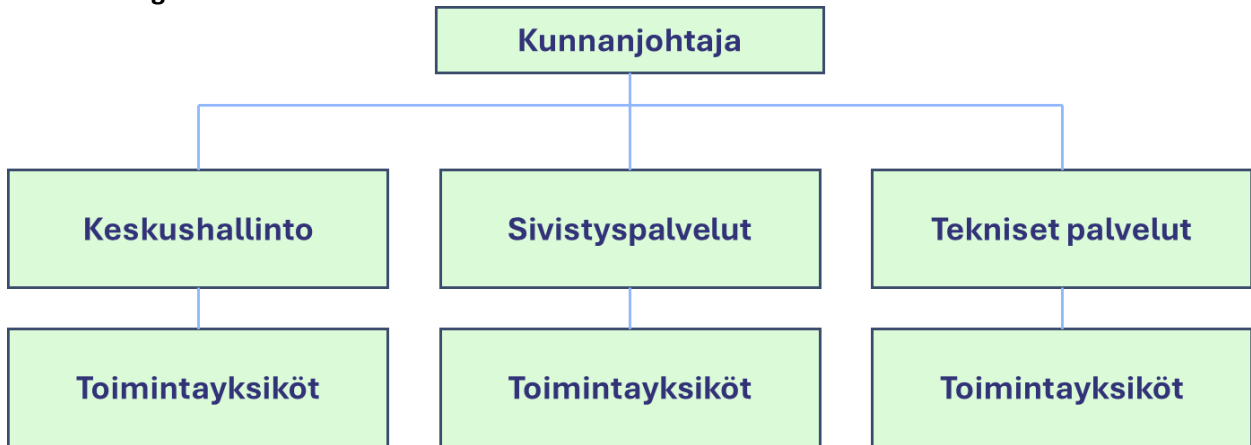 Kunnanjohtaja
Keskushallinto
Sivistyspalvelut
Tekniset palvelut
Toimintayksiköt
Toimintayksiköt
Toimintayksiköt